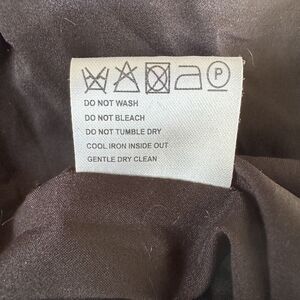 P
DO NOT WASH
DO NOT BLEACH
DO NOT TUMBLE DRY
COOL IRON INSIDE OUT
GENTLE DRY CLEAN